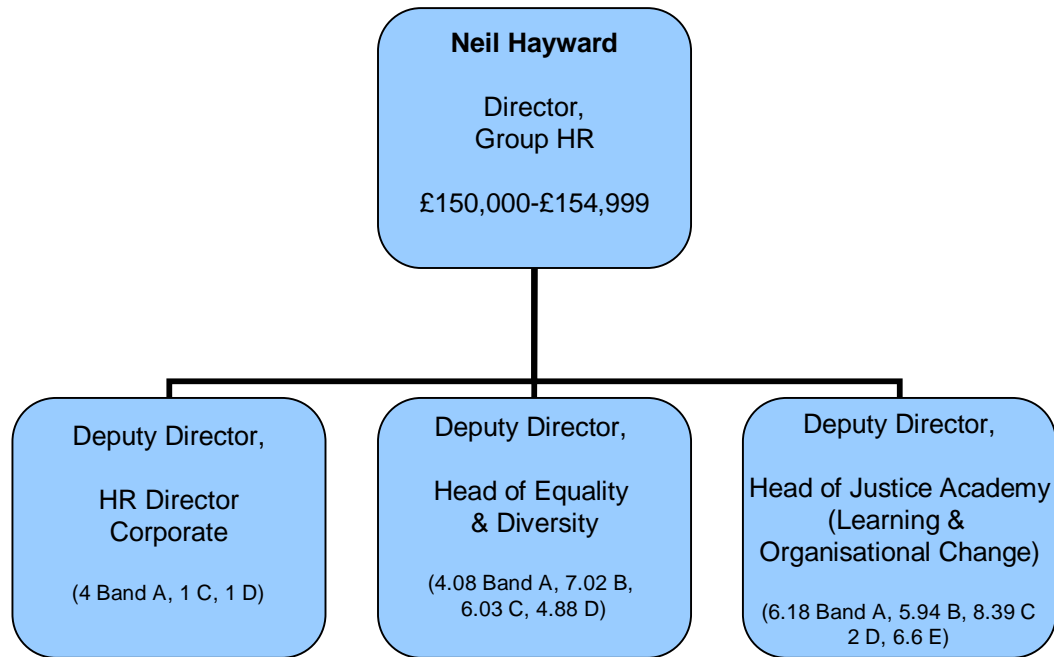 Neil Hayward
Director,
Group HR
£150,000-£154,999
Deputy Director,
HR Director
Corporate
(4 Band A, 1 C, 1 D)
Deputy Director,
Head of Equality
& Diversity
(4.08 Band A, 7.02 B,
6.03 C, 4.88 D)
Deputy Director,
Head of Justice Academy
(Learning &
Organisational Change)
(6.18 Band A, 5.94 B, 8.39 C
2 D, 6.6 E)